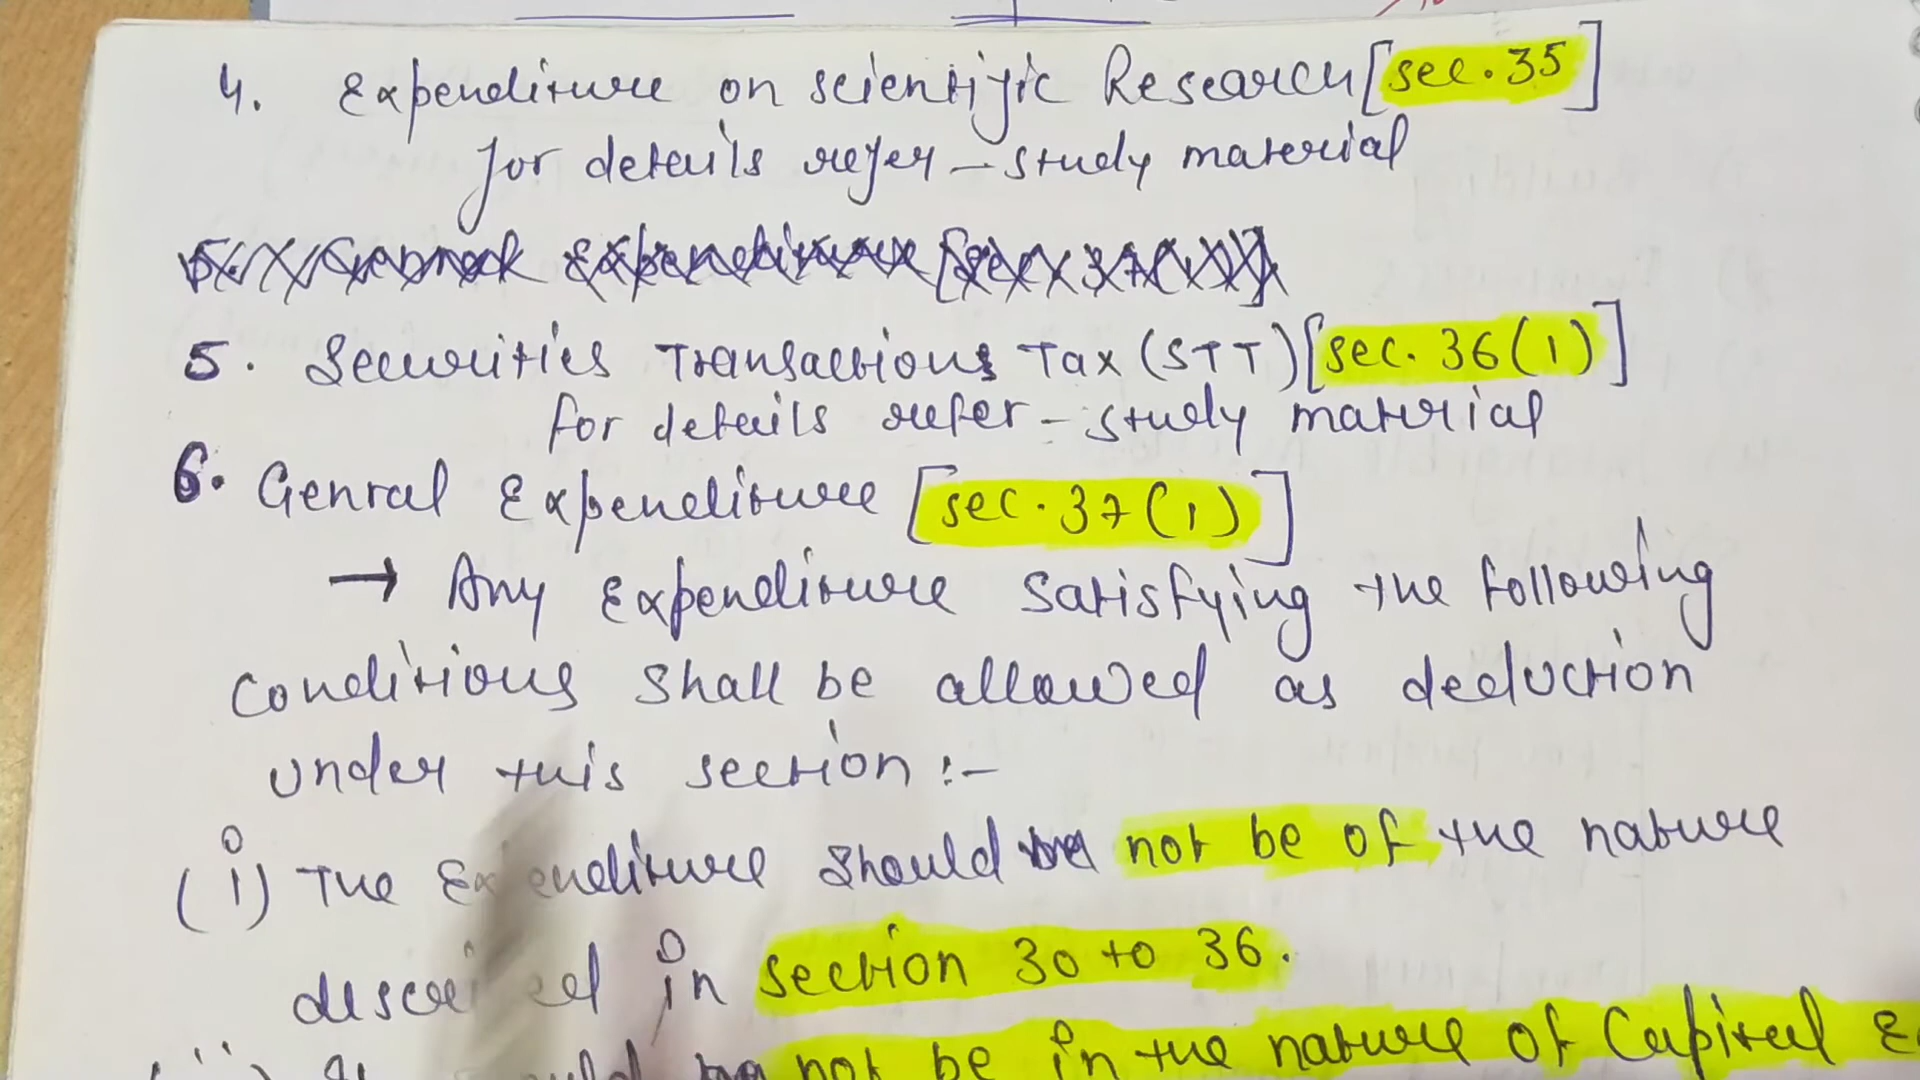 4. Expenditure on scientific Research [sec. 35]
for details refer – study material
5. Securities Transactions Tax (STT) [sec. 36(1)]
for details refer – study material
6. Genral Expenditure [sec. 37(1)]
→ Any Expenditure satisfying the following
conditions shall be allowed as deduction
under this section :-
(i) The Expenditure should not be of the nature
described in section 30 to 36.
not be in the nature of Capital